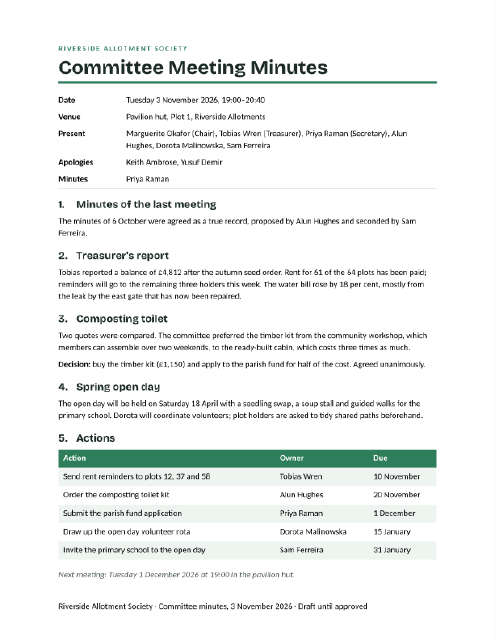 RIVERSIDE ALLOTMENT SOCIETY
Committee Meeting Minutes
Date Tuesday 3 November 2026, 19:00–20:40
Venue Pavilion hut, Plot 1, Riverside Allotments
Present Marguerite Okafor (Chair), Tobias Wren (Treasurer), Priya Raman (Secretary), Alun
Hughes, Dorota Malinowska, Sam Ferreira
Apologies Keith Ambrose, Yusuf Demir
Minutes Priya Raman
1. Minutes of the last meeting
The minutes of 6 October were agreed as a true record, proposed by Alun Hughes and seconded by Sam
Ferreira.
2. Treasurer's report
Tobias reported a balance of £4,812 after the autumn seed order. Rent for 61 of the 64 plots has been paid;
reminders will go to the remaining three holders this week. The water bill rose by 18 per cent, mostly from
the leak by the east gate that has now been repaired.
3. Composting toilet
Two quotes were compared. The committee preferred the timber kit from the community workshop, which
members can assemble over two weekends, to the ready-built cabin, which costs three times as much.
Decision: buy the timber kit (£1,150) and apply to the parish fund for half of the cost. Agreed unanimously.
4. Spring open day
The open day will be held on Saturday 18 April with a seedling swap, a soup stall and guided walks for the
primary school. Dorota will coordinate volunteers; plot holders are asked to tidy shared paths beforehand.
5. Actions
Action Owner Due
Send rent reminders to plots 12, 37 and 58 Tobias Wren 10 November
Order the composting toilet kit Alun Hughes 20 November
Submit the parish fund application Priya Raman 1 December
Draw up the open day volunteer rota Dorota Malinowska 15 January
Invite the primary school to the open day Sam Ferreira 31 January
Next meeting: Tuesday 1 December 2026 at 19:00 in the pavilion hut.
Riverside Allotment Society · Committee minutes, 3 November 2026 · Draft until approved